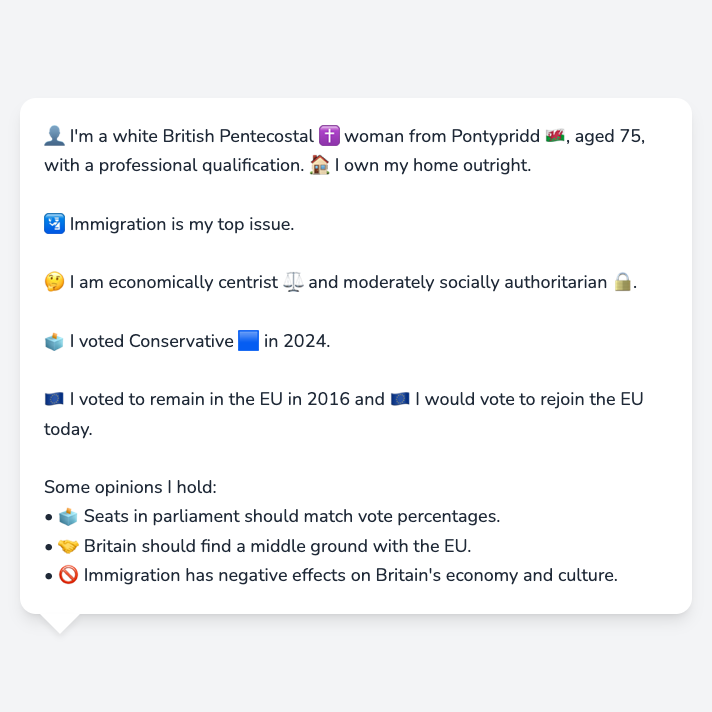 👤 I'm a white British Pentecostal ✝️ woman from Pontypridd 🏴󠁧󠁢󠁷󠁬󠁳󠁿, aged 75,
with a professional qualification. 🏠 I own my home outright.
🛂 Immigration is my top issue.
🤔 I am economically centrist ⚖️ and moderately socially authoritarian 🔒.
🗳️ I voted Conservative 🟦 in 2024.
🇪🇺 I voted to remain in the EU in 2016 and 🇪🇺 I would vote to rejoin the EU
today.
Some opinions I hold:
• 🗳️ Seats in parliament should match vote percentages.
• 🤝 Britain should find a middle ground with the EU.
• 🚫 Immigration has negative effects on Britain's economy and culture.